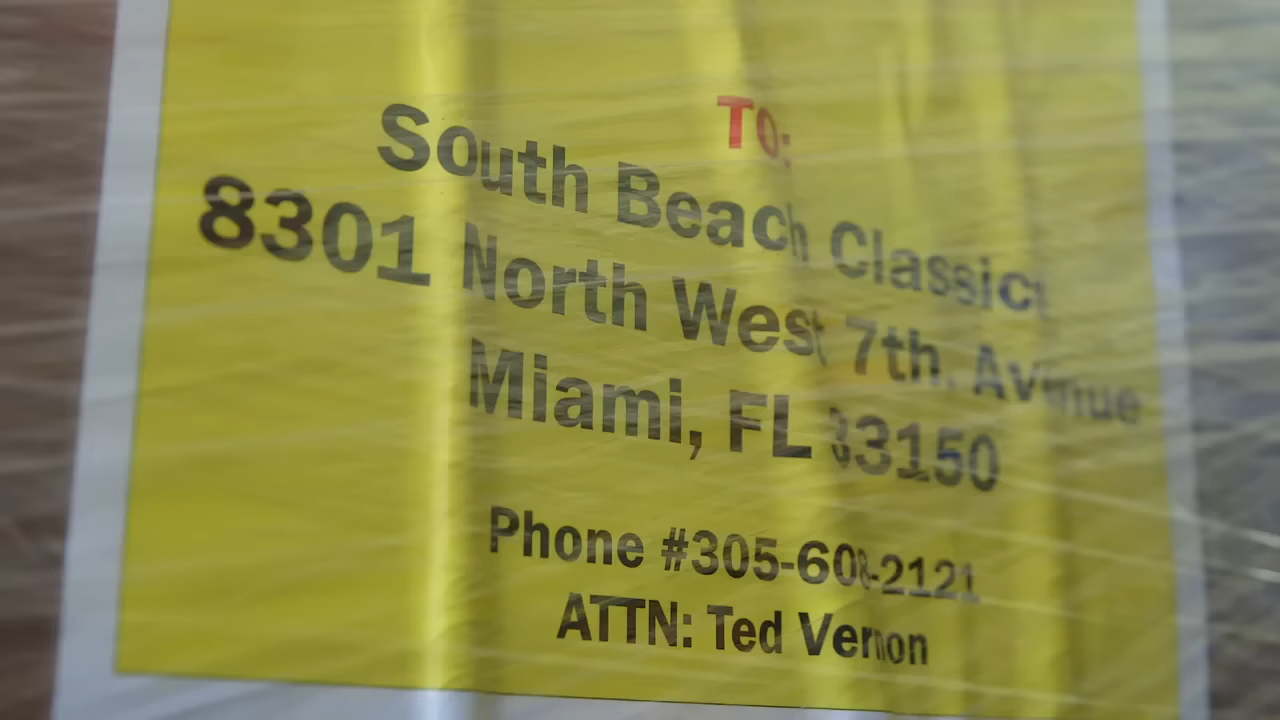 TO:
South Beach Classics
8301 North West 7th. Avenue
Miami, FL 33150
Phone #305-608-2121
ATTN: Ted Vernon